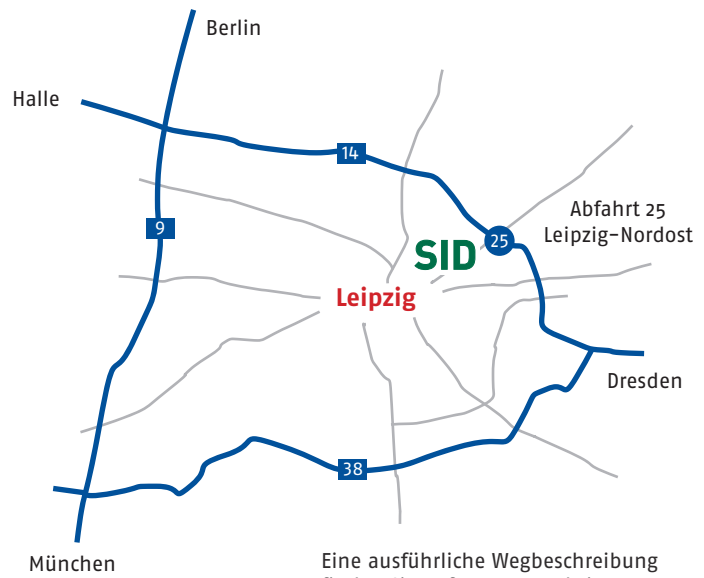 Berlin
Halle
14
9
Abfahrt 25
Leipzig-Nordost
25
SID
Leipzig
Dresden
38
München
Eine ausführliche Wegbeschreibung